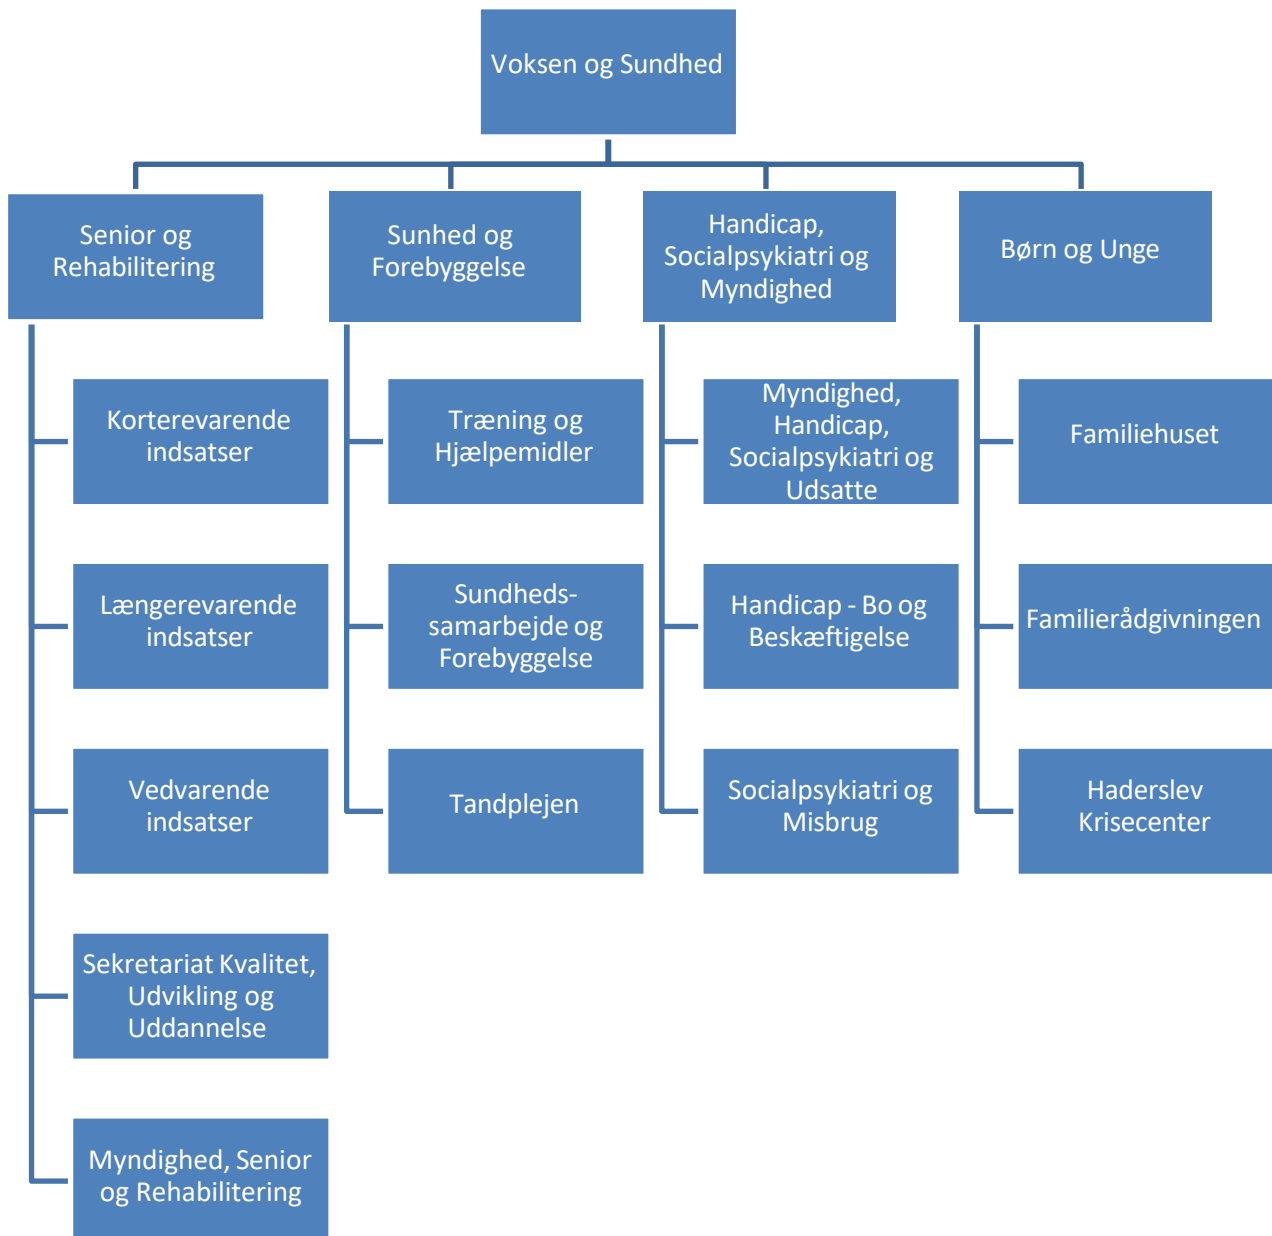 Voksen og Sundhed
Senior og
Rehabilitering
Sunhed og
Forebyggelse
Handicap,
Socialpsykiatri og
Myndighed
Børn og Unge
Korterevarende
indsatser
Længerevarende
indsatser
Vedvarende
indsatser
Sekretariat Kvalitet,
Udvikling og
Uddannelse
Myndighed, Senior
og Rehabilitering
Træning og
Hjælpemidler
Sundheds-
samarbejde og
Forebyggelse
Tandplejen
Myndighed,
Handicap,
Socialpsykiatri og
Udsatte
Handicap - Bo og
Beskæftigelse
Socialpsykiatri og
Misbrug
Familiehuset
Familierådgivningen
Haderslev
Krisecenter